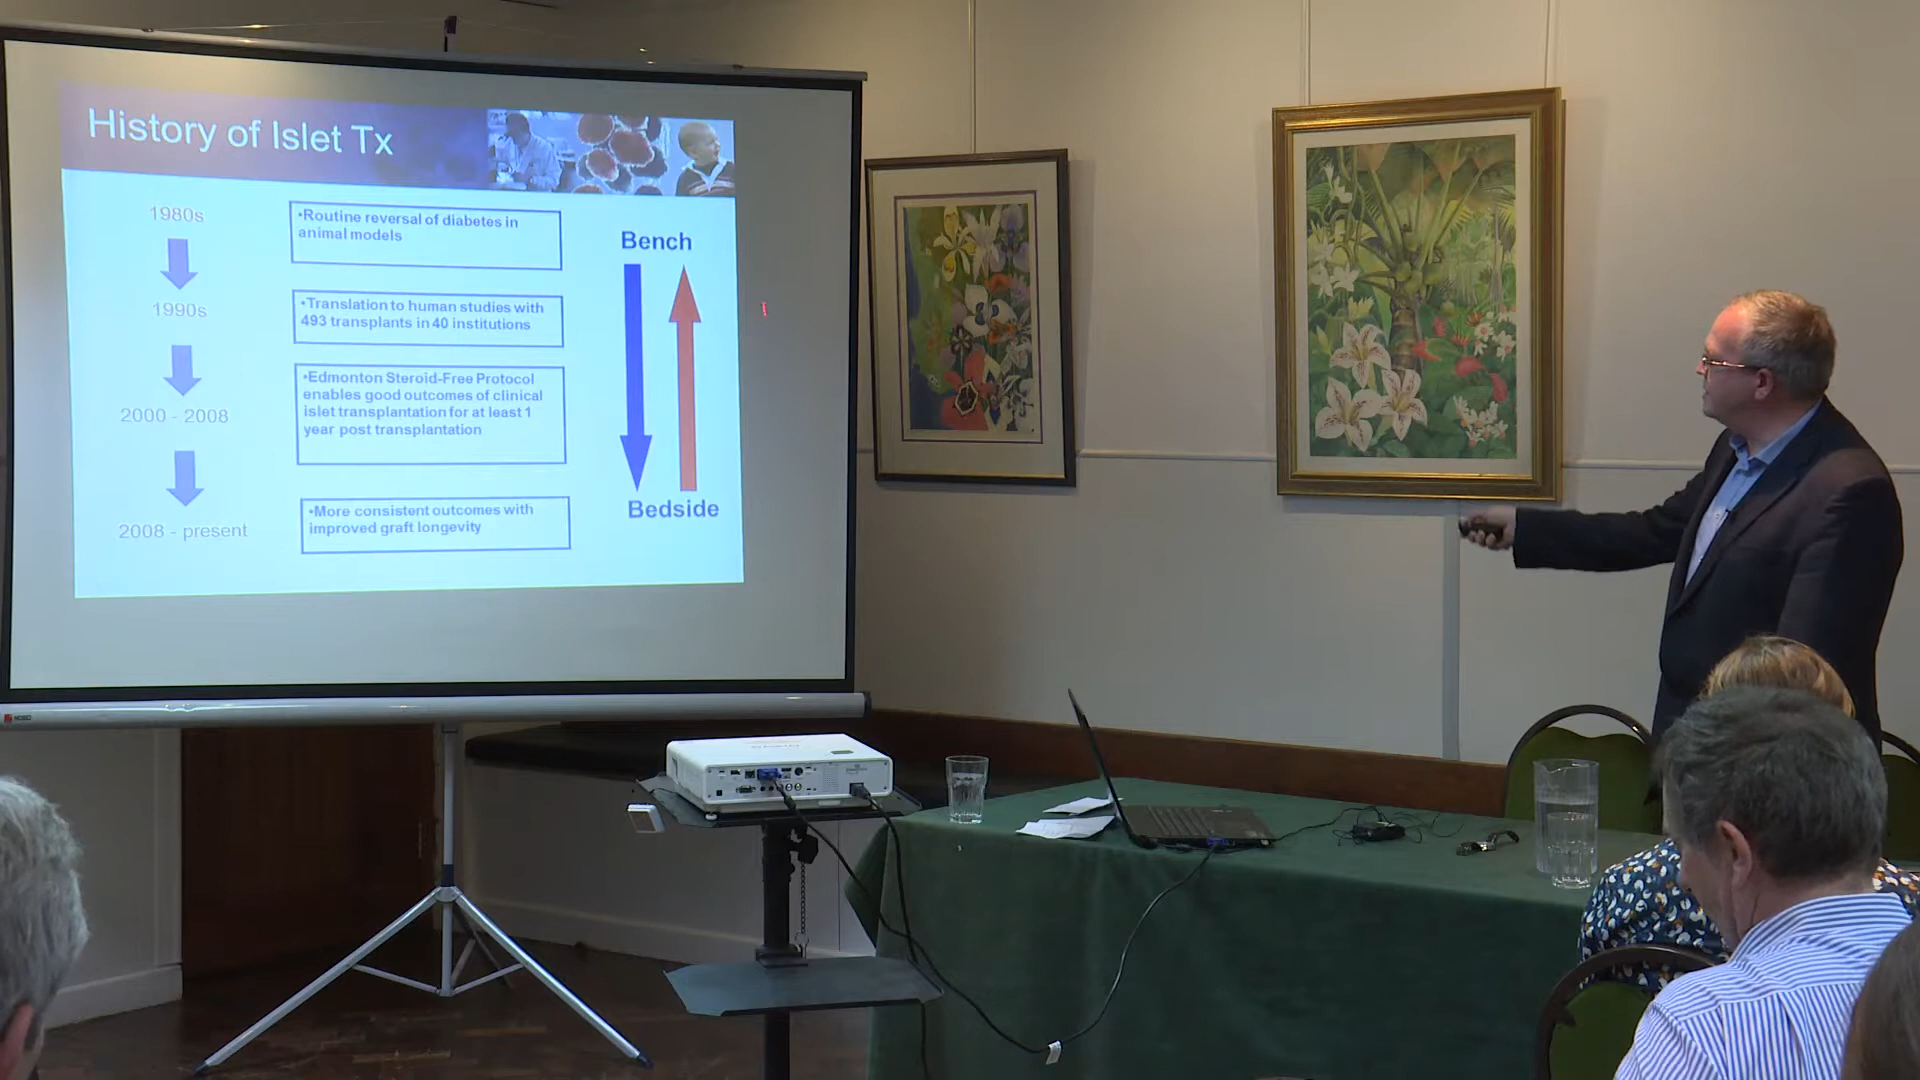 History of Islet Tx
1980s
•Routine reversal of diabetes in
animal models
1990s
•Translation to human studies with
493 transplants in 40 institutions
2000 - 2008
•Edmonton Steroid-Free Protocol
enables good outcomes of clinical
islet transplantation for at least 1
year post transplantation
2008 - present
•More consistent outcomes with
improved graft longevity
Bench
Bedside
NOBO